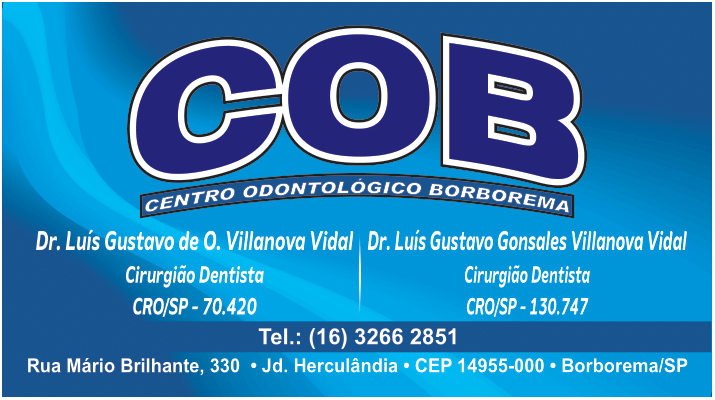 COB
CENTRO ODONTOLÓGICO BORBOREMA
Dr. Luís Gustavo de O. Villanova Vidal
Cirurgião Dentista
CRO/SP - 70.420
Dr. Luís Gustavo Gonsales Villanova Vidal
Cirurgião Dentista
CRO/SP - 130.747
Tel.: (16) 3266 2851
Rua Mário Brilhante, 330 • Jd. Herculândia • CEP 14955-000 • Borborema/SP